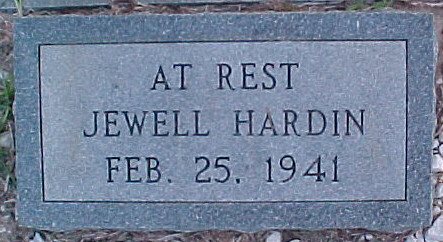 AT REST
JEWELL HARDIN
FEB. 25, 1941